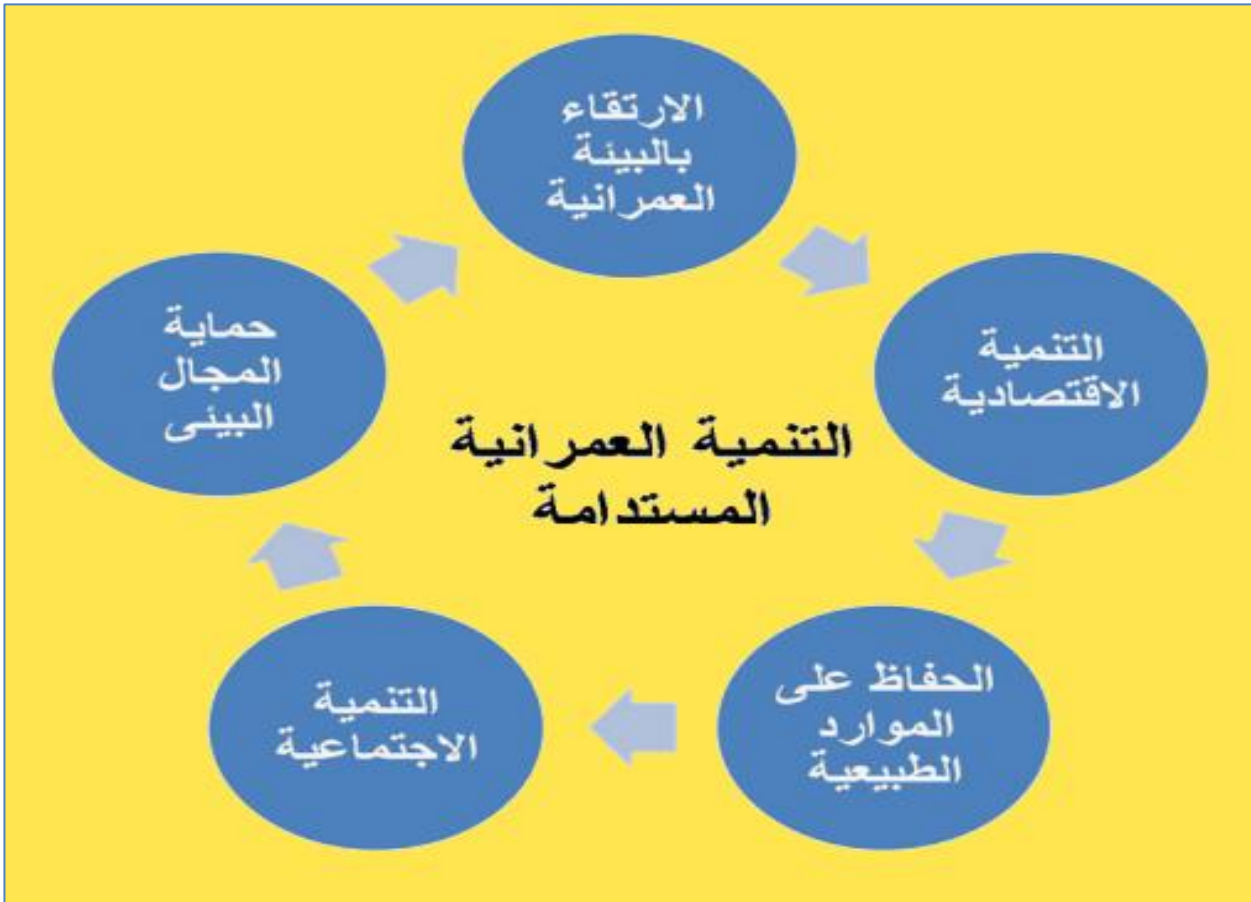 الارتقاء
بالبيئة
العمرانية
التنمية
الاقتصادية
الحفاظ على
الموارد
الطبيعية
التنمية
الاجتماعية
حماية
المجال
البيئى
التنمية العمرانية
المستدامة